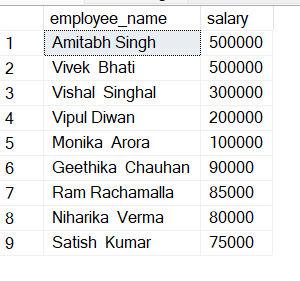 employee_name salary
1 Amitabh Singh 500000
2 Vivek  Bhati 500000
3 Vishal  Singhal 300000
4 Vipul Diwan 200000
5 Monika  Arora 100000
6 Geethika  Chauhan 90000
7 Ram Rachamalla 85000
8 Niharika  Verma 80000
9 Satish  Kumar 75000